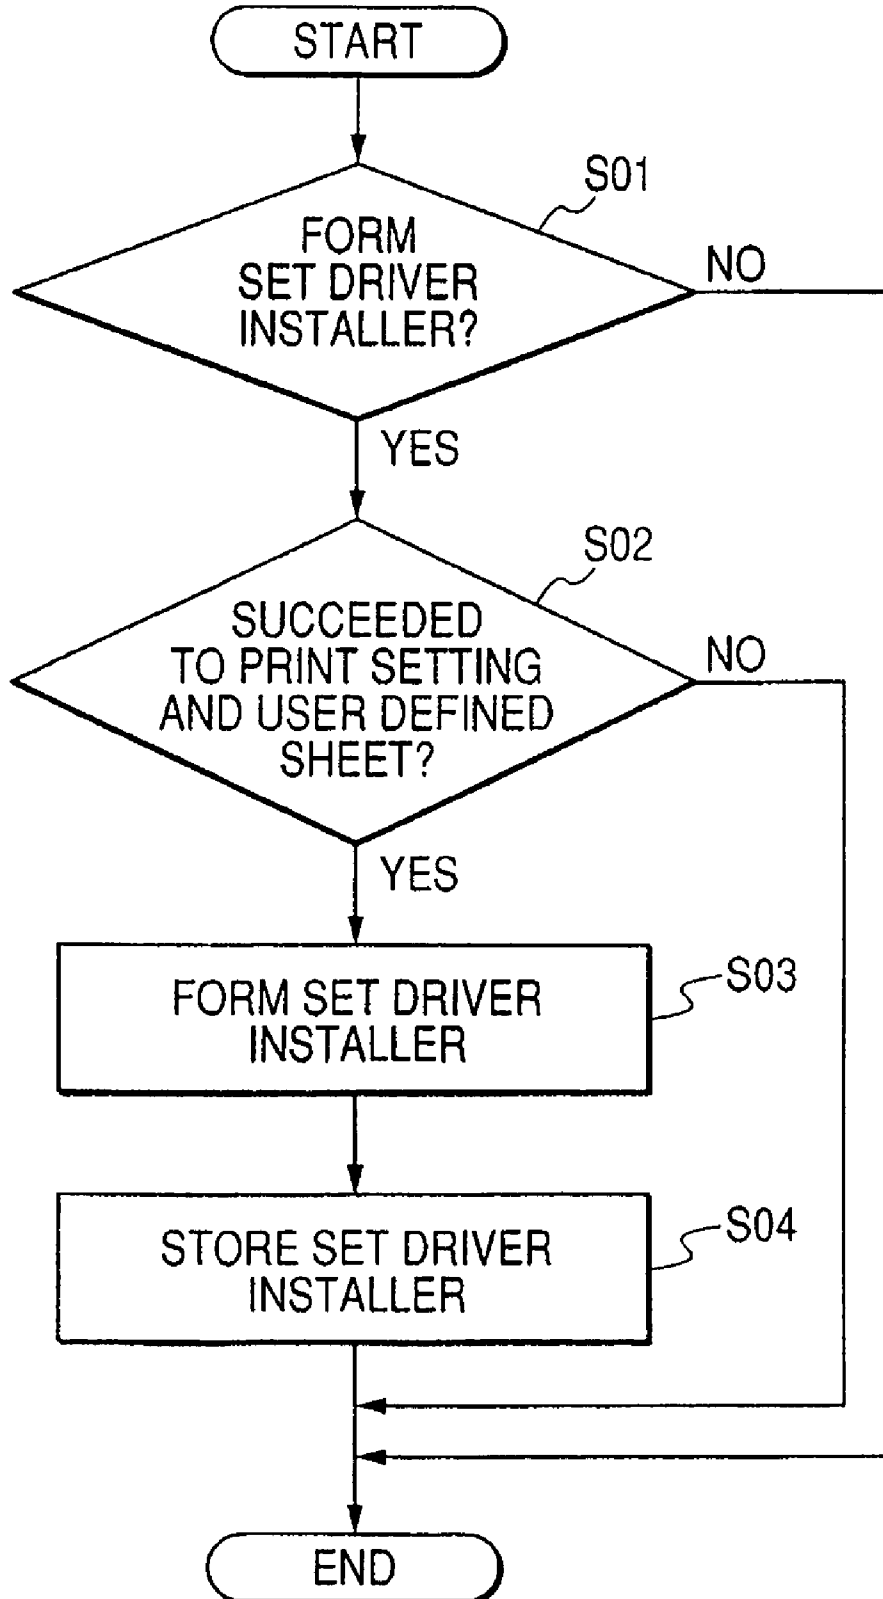 START
S01
FORM
SET DRIVER
INSTALLER?
NO
YES
S02
SUCCEEDED
TO PRINT SETTING
AND USER DEFINED
SHEET?
NO
YES
FORM SET DRIVER
INSTALLER
S03
STORE SET DRIVER
INSTALLER
S04
END